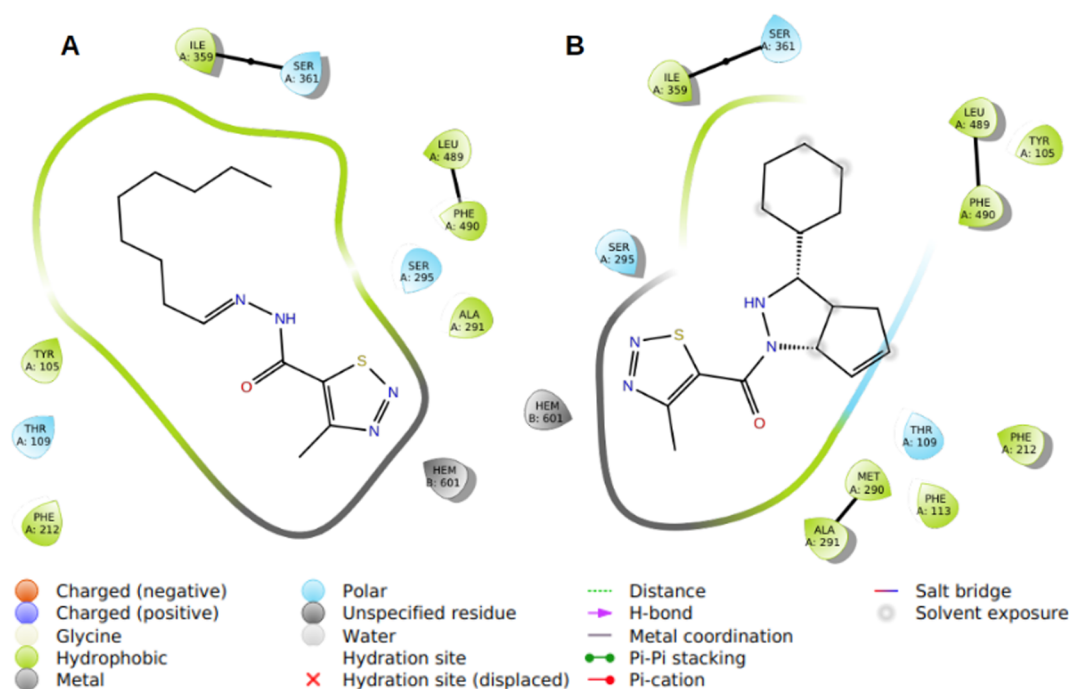 A
ILE
A: 359
SER
A: 361
LEU
A: 489
PHE
A: 490
SER
A: 295
ALA
A: 291
TYR
A: 105
THR
A: 109
PHE
A: 212
HEM
B: 601
N
NH
O
S
N
N
B
SER
A: 361
ILE
A: 359
LEU
A: 489
TYR
A: 105
PHE
A: 490
SER
A: 295
HEM
B: 601
THR
A: 109
PHE
A: 212
MET
A: 290
PHE
A: 113
ALA
A: 291
HN
N
S
N
N
O
Charged (negative)
Charged (positive)
Glycine
Hydrophobic
Metal
Polar
Unspecified residue
Water
Hydration site
Hydration site (displaced)
Distance
H-bond
Metal coordination
Pi-Pi stacking
Pi-cation
Salt bridge
Solvent exposure